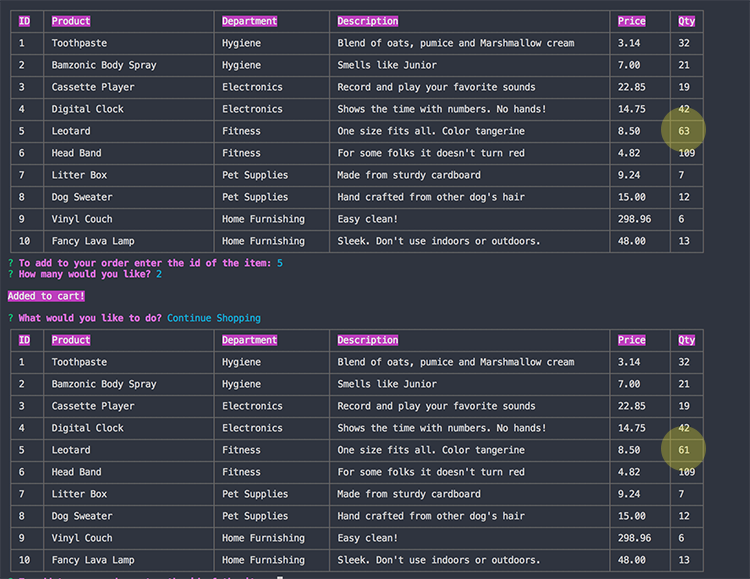 ID Product Department Description Price Qty
1 Toothpaste Hygiene Blend of oats, pumice and Marshmallow cream 3.14 32
2 Bamzonic Body Spray Hygiene Smells like Junior 7.00 21
3 Cassette Player Electronics Record and play your favorite sounds 22.85 19
4 Digital Clock Electronics Shows the time with numbers. No hands! 14.75 42
5 Leotard Fitness One size fits all. Color tangerine 8.50 63
6 Head Band Fitness For some folks it doesn't turn red 4.82 109
7 Litter Box Pet Supplies Made from sturdy cardboard 9.24 7
8 Dog Sweater Pet Supplies Hand crafted from other dog's hair 15.00 12
9 Vinyl Couch Home Furnishing Easy clean! 298.96 6
10 Fancy Lava Lamp Home Furnishing Sleek. Don't use indoors or outdoors. 48.00 13
? To add to your order enter the id of the item: 5
? How many would you like? 2
Added to cart!
? What would you like to do? Continue Shopping
ID Product Department Description Price Qty
1 Toothpaste Hygiene Blend of oats, pumice and Marshmallow cream 3.14 32
2 Bamzonic Body Spray Hygiene Smells like Junior 7.00 21
3 Cassette Player Electronics Record and play your favorite sounds 22.85 19
4 Digital Clock Electronics Shows the time with numbers. No hands! 14.75 42
5 Leotard Fitness One size fits all. Color tangerine 8.50 61
6 Head Band Fitness For some folks it doesn't turn red 4.82 109
7 Litter Box Pet Supplies Made from sturdy cardboard 9.24 7
8 Dog Sweater Pet Supplies Hand crafted from other dog's hair 15.00 12
9 Vinyl Couch Home Furnishing Easy clean! 298.96 6
10 Fancy Lava Lamp Home Furnishing Sleek. Don't use indoors or outdoors. 48.00 13